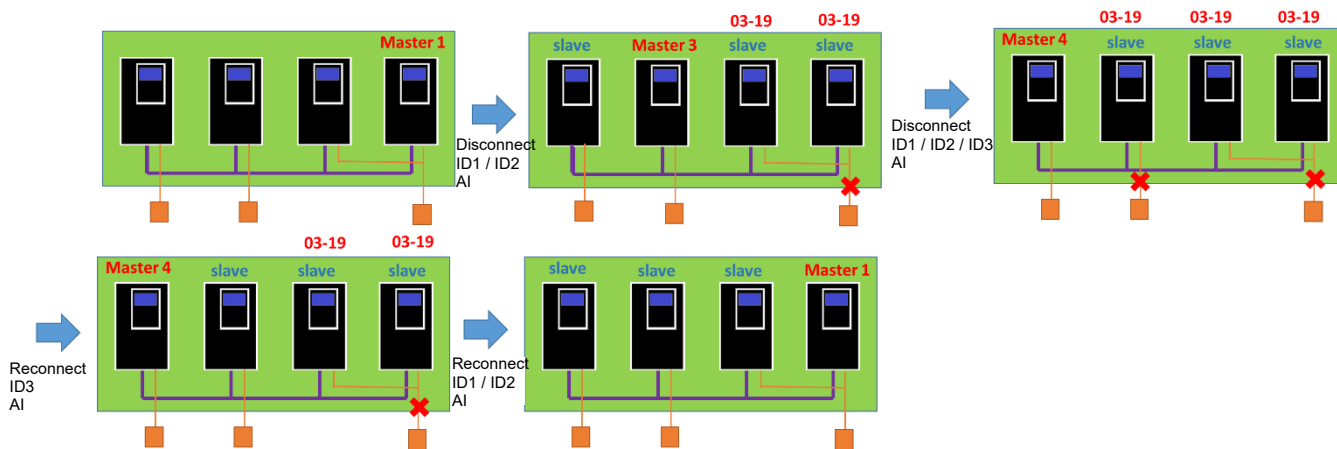 Master 1
Disconnect
ID1 / ID2
AI
03-19 03-19
slave Master 3 slave slave
Disconnect
ID1 / ID2 / ID3
AI
03-19 03-19 03-19
Master 4 slave slave slave
Reconnect
ID3
AI
03-19 03-19
Master 4 slave slave slave
Reconnect
ID1 / ID2
AI
slave slave slave Master 1